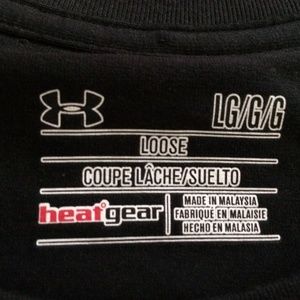 LG/G/G
LOOSE
COUPE LÂCHE/SUELTO
heatgear
MADE IN MALAYSIA
FABRIQUÉ EN MALAISIE
HECHO EN MALASIA